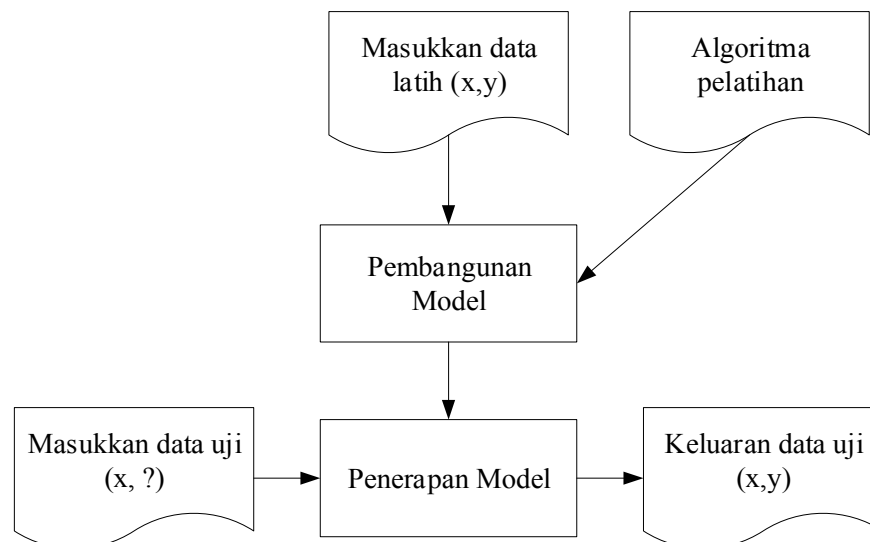 Masukkan data
latih (x,y)
Algoritma
pelatihan
Pembangunan
Model
Masukkan data uji
(x, ?)
Penerapan Model
Keluaran data uji
(x,y)